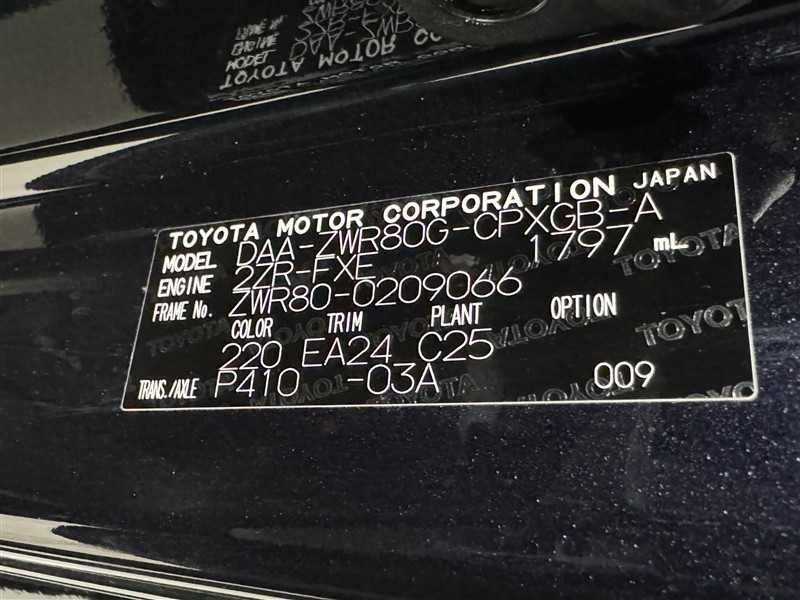 TOYOTA MOTOR CORPORATION JAPAN
MODEL DAA-ZWR80G-CPXGB-A
ENGINE 2ZR-FXE 1797 mL
FRAME No. ZWR80-0209066
COLOR TRIM PLANT OPTION
220 EA24 C25
TRANS./AXLE P410 -03A 009